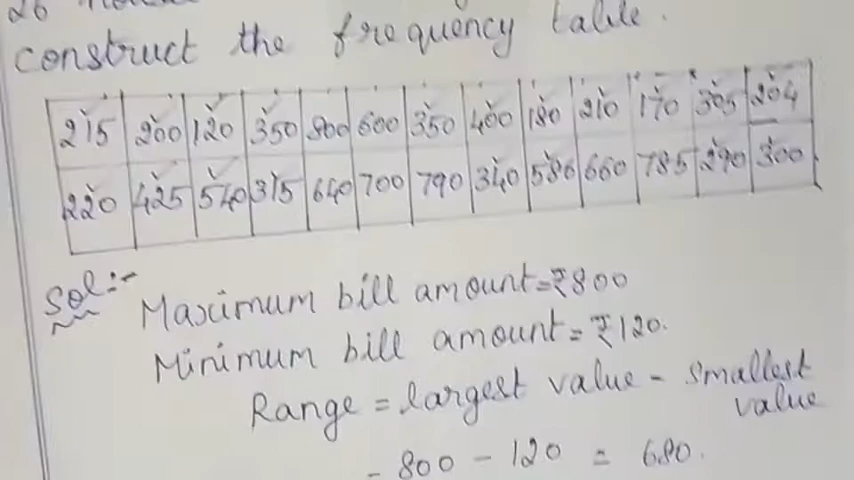 26
construct the frequency table.
215 200 120 350 800 600 350 400 180 210 170 305 204
220 425 540 315 640 700 790 340 586 660 785 290 300
Sol:-
Maximum bill amount=₹800
Minimum bill amount=₹120.
Range = largest value - smallest
value
- 800 - 120 = 680.